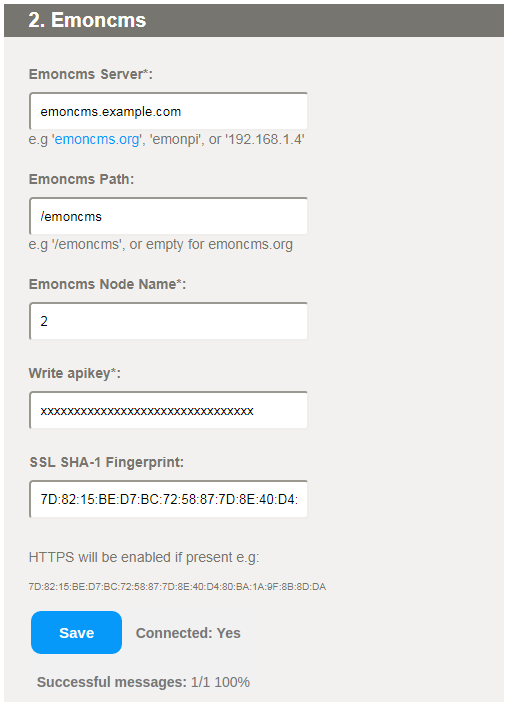 2. Emoncms
Emoncms Server*:
emoncms.example.com
e.g 'emoncms.org', 'emonpi', or '192.168.1.4'
Emoncms Path:
/emoncms
e.g '/emoncms', or empty for emoncms.org
Emoncms Node Name*:
2
Write apikey*:
xxxxxxxxxxxxxxxxxxxxxxxxxxxxxxxx
SSL SHA-1 Fingerprint:
7D:82:15:BE:D7:BC:72:58:87:7D:8E:40:D4:
HTTPS will be enabled if present e.g:
7D:82:15:BE:D7:BC:72:58:87:7D:8E:40:D4:80:BA:1A:9F:8B:8D:DA
Save Connected: Yes
Successful messages: 1/1 100%